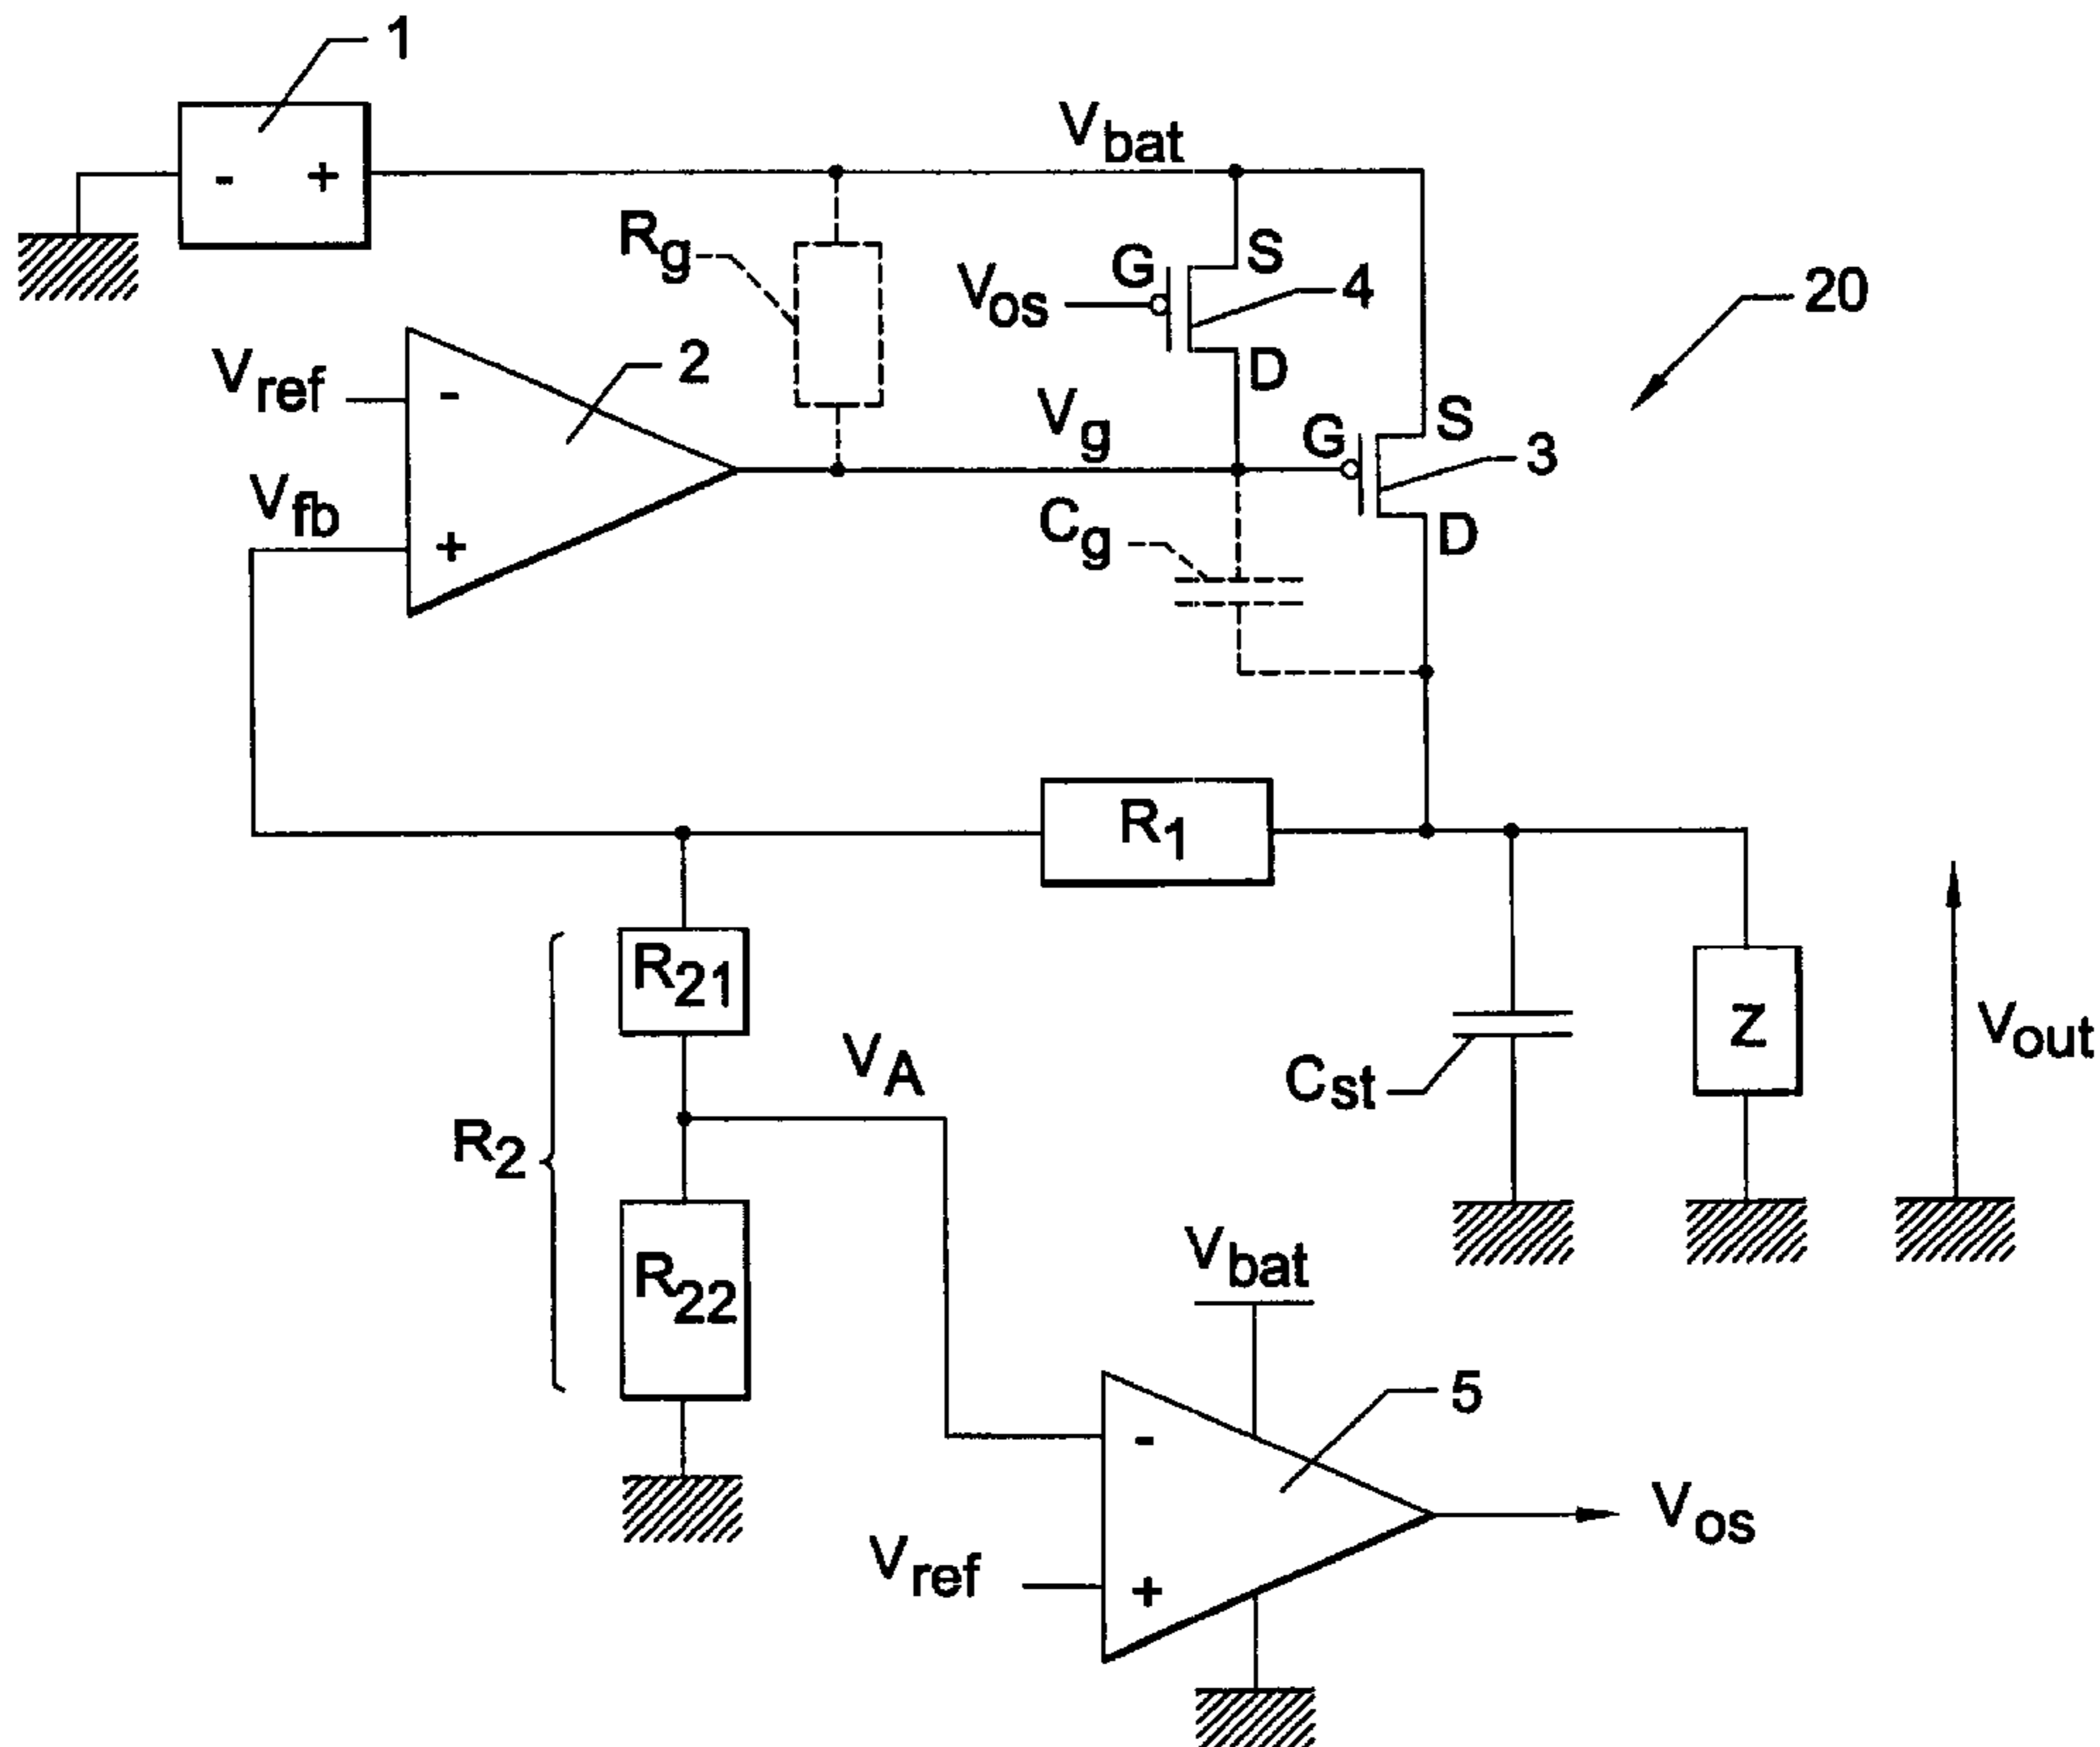 1
- +
Vbat
Rg
Vos
G
S
4
D
20
Vref
-
2
Vg
G
S
3
D
Vfb
+
Cg
R1
R21
VA
R2
R22
Cst
Z
Vout
Vbat
-
5
Vos
Vref
+